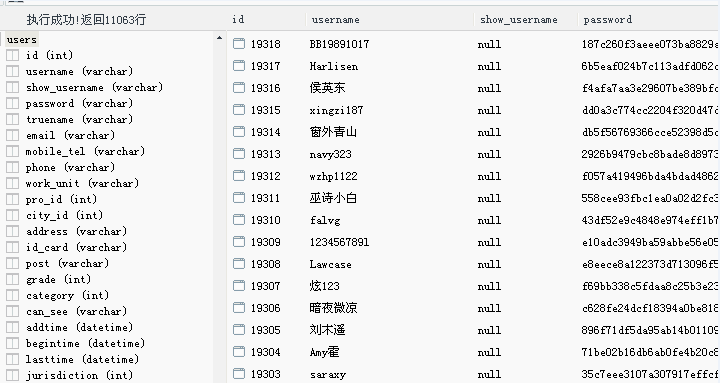 执行成功!返回11063行
id username show_username password
users
id (int)
username (varchar)
show_username (varchar)
password (varchar)
truename (varchar)
email (varchar)
mobile_tel (varchar)
phone (varchar)
work_unit (varchar)
pro_id (int)
city_id (int)
address (varchar)
id_card (varchar)
post (varchar)
grade (int)
category (int)
can_see (varchar)
addtime (datetime)
begintime (datetime)
lasttime (datetime)
jurisdiction (int)
19318 BB19891017 null 187c260f3aeee073ba8829a
19317 Harlisen null 6b5eaf024b7c113adfd062c
19316 侯英东 null f4afa7aa3e29607be389bfc
19315 xingzi187 null dd0a3c774cc2204f320d47d
19314 窗外青山 null db5f56769366cce52398d5c
19313 navy323 null 2926b9479cbc8bade8d8973
19312 wzhp1122 null f057a419496bda4bdad4862
19311 巫诗小白 null 558cee93fbc1ea0a02d2fc3
19310 falvg null 43df52e9c4848e974eff1b7
19309 1234567891 null e10adc3949ba59abbe56e05
19308 Lawcase null e8eece8a122373d713096f5
19307 炫123 null f69bb338c5fdaa8c25b3e23
19306 暗夜微凉 null c628fe24dcf18394a0be818
19305 刘木遥 null 896f71df5da95ab14b01109
19304 Amy霍 null 71be02b16db6ab0fe4b20c8
19303 saraxy null 35c7eee3107a307917effcf